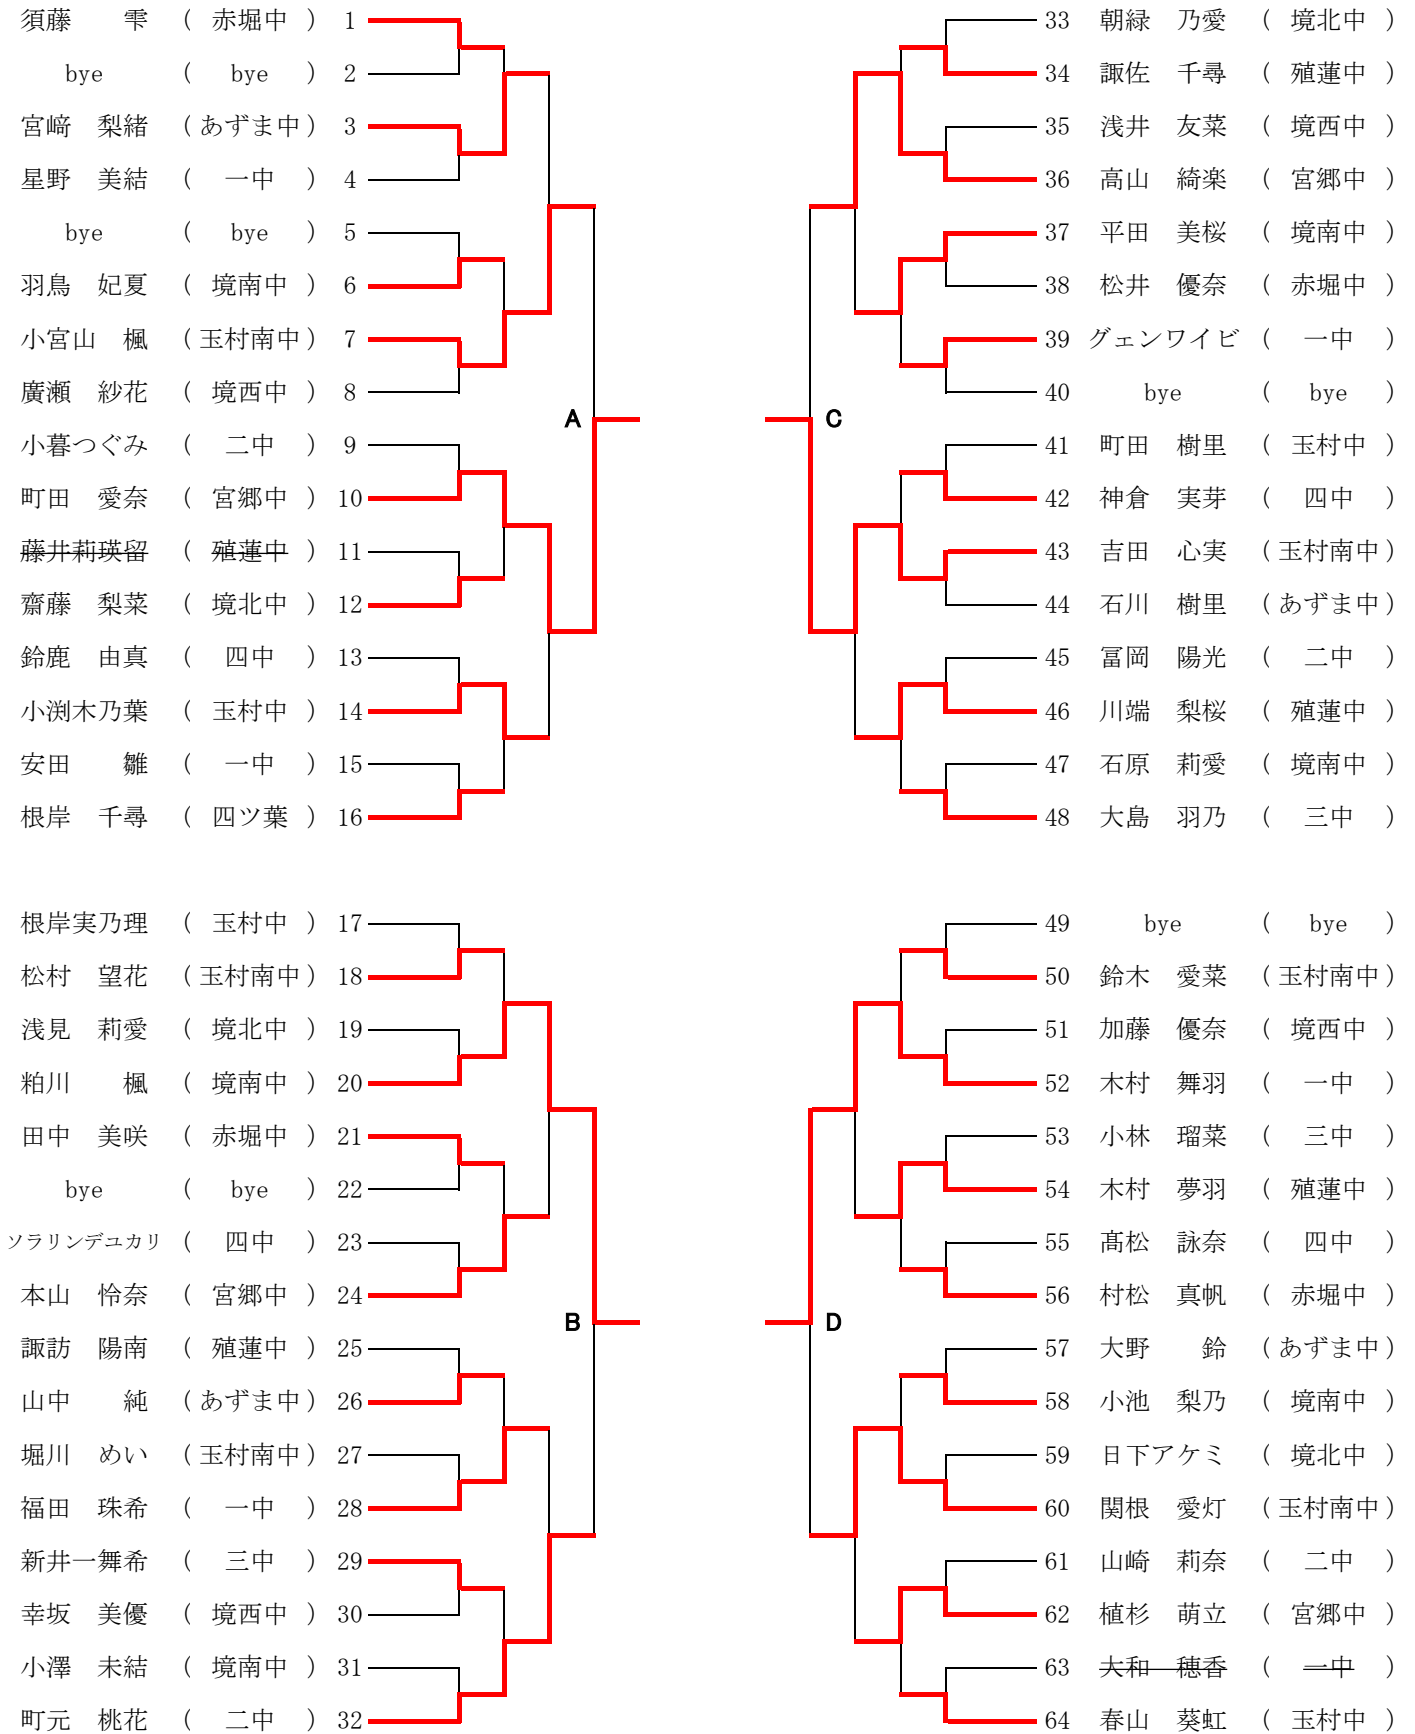 須藤　　雫 （ 赤堀中 ） 1
bye （ bye ） 2
宮﨑　梨緒 （あずま中） 3
星野　美結 （ 一中 ） 4
bye （ bye ） 5
羽鳥　妃夏 （ 境南中 ） 6
小宮山　楓 （玉村南中） 7
廣瀬　紗花 （ 境西中 ） 8
小暮つぐみ （ 二中 ） 9
町田　愛奈 （ 宮郷中 ） 10
藤井莉瑛留 （ 殖蓮中 ） 11
齋藤　梨菜 （ 境北中 ） 12
鈴鹿　由真 （ 四中 ） 13
小渕木乃葉 （ 玉村中 ） 14
安田　　雛 （ 一中 ） 15
根岸　千尋 （ 四ツ葉 ） 16
A
根岸実乃理 （ 玉村中 ） 17
松村　望花 （玉村南中） 18
浅見　莉愛 （ 境北中 ） 19
粕川　　楓 （ 境南中 ） 20
田中　美咲 （ 赤堀中 ） 21
bye （ bye ） 22
ソラリンデユカリ （ 四中 ） 23
本山　怜奈 （ 宮郷中 ） 24
諏訪　陽南 （ 殖蓮中 ） 25
山中　　純 （あずま中） 26
堀川　めい （玉村南中） 27
福田　珠希 （ 一中 ） 28
新井一舞希 （ 三中 ） 29
幸坂　美優 （ 境西中 ） 30
小澤　未結 （ 境南中 ） 31
町元　桃花 （ 二中 ） 32
B
33 朝緑　乃愛 （ 境北中 ）
34 諏佐　千尋 （ 殖蓮中 ）
35 浅井　友菜 （ 境西中 ）
36 高山　綺楽 （ 宮郷中 ）
37 平田　美桜 （ 境南中 ）
38 松井　優奈 （ 赤堀中 ）
39 グェンワイビ （ 一中 ）
40 bye （ bye ）
41 町田　樹里 （ 玉村中 ）
42 神倉　実芽 （ 四中 ）
43 吉田　心実 （玉村南中）
44 石川　樹里 （あずま中）
45 冨岡　陽光 （ 二中 ）
46 川端　梨桜 （ 殖蓮中 ）
47 石原　莉愛 （ 境南中 ）
48 大島　羽乃 （ 三中 ）
C
49 bye （ bye ）
50 鈴木　愛菜 （玉村南中）
51 加藤　優奈 （ 境西中 ）
52 木村　舞羽 （ 一中 ）
53 小林　瑠菜 （ 三中 ）
54 木村　夢羽 （ 殖蓮中 ）
55 髙松　詠奈 （ 四中 ）
56 村松　真帆 （ 赤堀中 ）
57 大野　　鈴 （あずま中）
58 小池　梨乃 （ 境南中 ）
59 日下アケミ （ 境北中 ）
60 関根　愛灯 （玉村南中）
61 山崎　莉奈 （ 二中 ）
62 植杉　萌立 （ 宮郷中 ）
63 大和　穂香 （ 一中 ）
64 春山　葵虹 （ 玉村中 ）
D